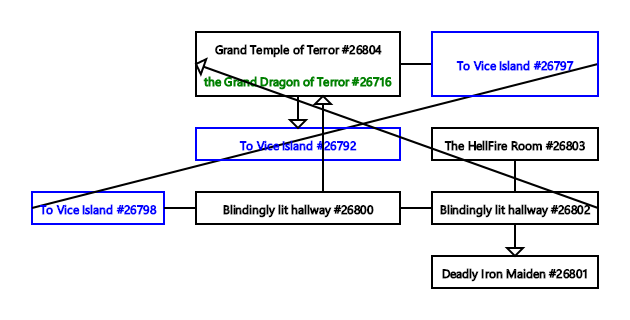 Grand Temple of Terror #26804
the Grand Dragon of Terror #26716
To Vice Island #26797
To Vice Island #26792
The HellFire Room #26803
To Vice Island #26798
Blindingly lit hallway #26800
Blindingly lit hallway #26802
Deadly Iron Maiden #26801